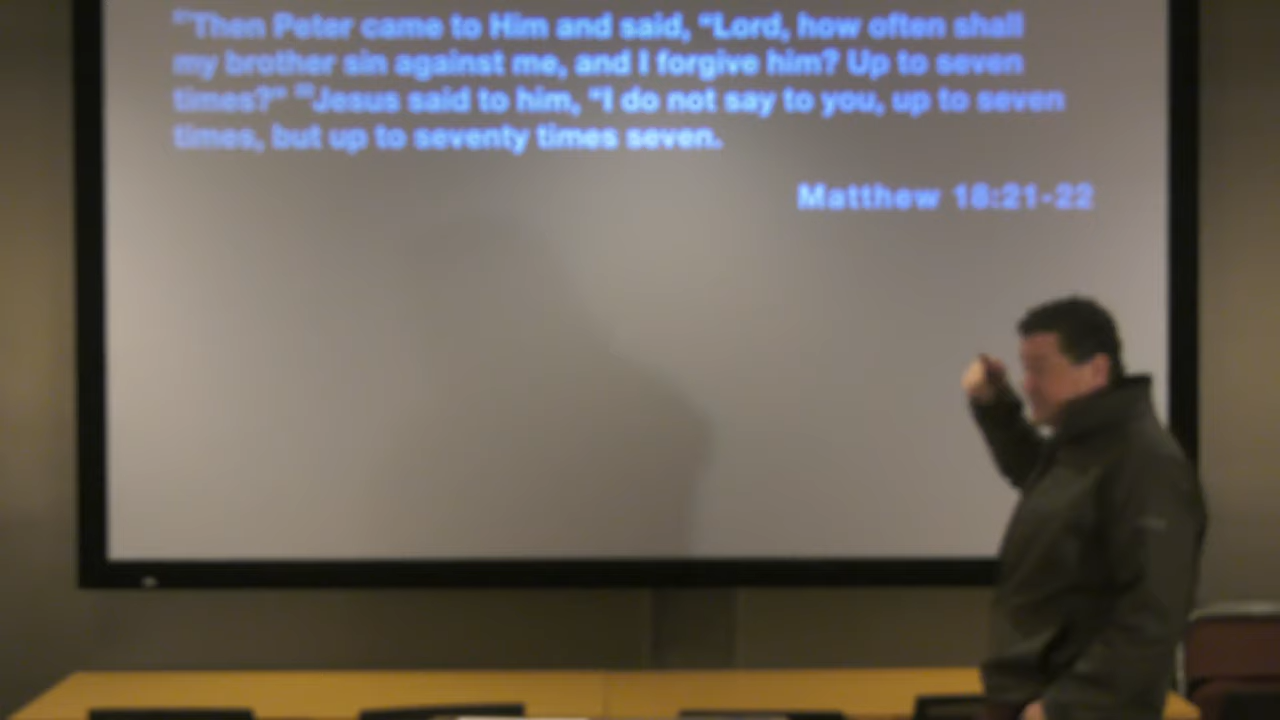 ²¹Then Peter came to Him and said, “Lord, how often shall
my brother sin against me, and I forgive him? Up to seven
times?” ²²Jesus said to him, “I do not say to you, up to seven
times, but up to seventy times seven.
Matthew 18:21-22